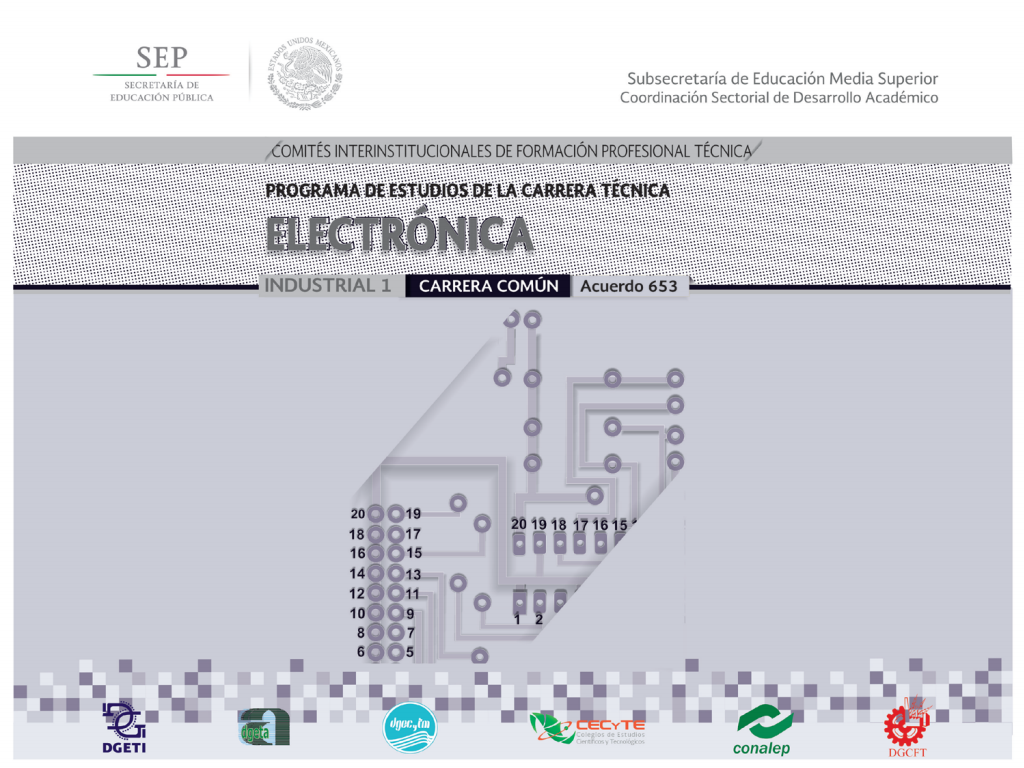 SEP
SECRETARÍA DE
EDUCACIÓN PÚBLICA
ESTADOS UNIDOS MEXICANOS
Subsecretaría de Educación Media Superior
Coordinación Sectorial de Desarrollo Académico
COMITÉS INTERINSTITUCIONALES DE FORMACIÓN PROFESIONAL TÉCNICA
PROGRAMA DE ESTUDIOS DE LA CARRERA TÉCNICA
ELECTRÓNICA
INDUSTRIAL 1 CARRERA COMÚN Acuerdo 653
20 19
18 17
16 15
14 13
12 11
10 9
8 7
6 5
20 19 18 17 16 15
1 2
DGETI
dgeta
dgecytm
CECyTE
Colegios de Estudios
Científicos y Tecnológicos
conalep
DGCFT